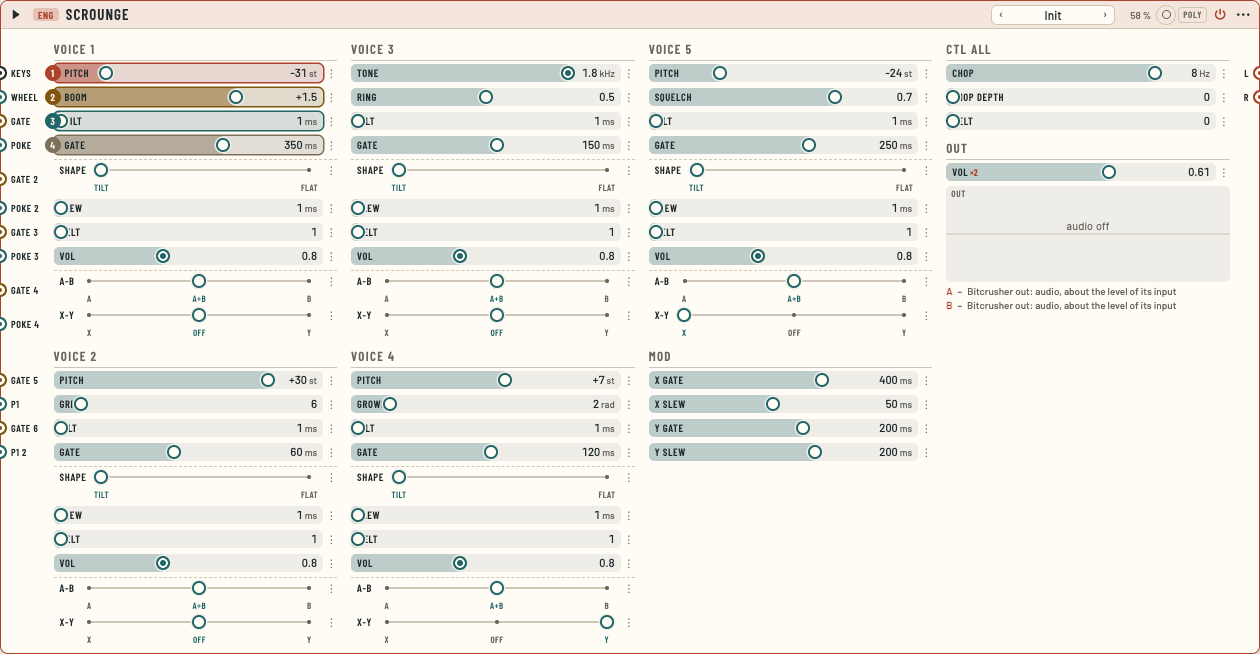 ENG SCROUNGE
‹ Init ›
58 % POLY
KEYS
WHEEL
GATE
POKE
GATE 2
POKE 2
GATE 3
POKE 3
GATE 4
POKE 4
GATE 5
P1
GATE 6
P1 2
VOICE 1
1 PITCH -31 st
2 BOOM +1.5
3 ILT 1 ms
4 GATE 350 ms
SHAPE
TILT FLAT
EW 1 ms
LT 1
VOL 0.8
A-B
A A+B B
X-Y
X OFF Y
VOICE 2
PITCH +30 st
GRI 6
LT 1 ms
GATE 60 ms
SHAPE
TILT FLAT
EW 1 ms
LT 1
VOL 0.8
A-B
A A+B B
X-Y
X OFF Y
VOICE 3
TONE 1.8 kHz
RING 0.5
LT 1 ms
GATE 150 ms
SHAPE
TILT FLAT
EW 1 ms
LT 1
VOL 0.8
A-B
A A+B B
X-Y
X OFF Y
VOICE 4
PITCH +7 st
GROW 2 rad
LT 1 ms
GATE 120 ms
SHAPE
TILT FLAT
EW 1 ms
LT 1
VOL 0.8
A-B
A A+B B
X-Y
X OFF Y
VOICE 5
PITCH -24 st
SQUELCH 0.7
LT 1 ms
GATE 250 ms
SHAPE
TILT FLAT
EW 1 ms
LT 1
VOL 0.8
A-B
A A+B B
X-Y
X OFF Y
MOD
X GATE 400 ms
X SLEW 50 ms
Y GATE 200 ms
Y SLEW 200 ms
CTL ALL
CHOP 8 Hz
OP DEPTH 0
LT 0
OUT
VOL ×2 0.61
OUT
audio off
A – Bitcrusher out: audio, about the level of its input
B – Bitcrusher out: audio, about the level of its input
L
R